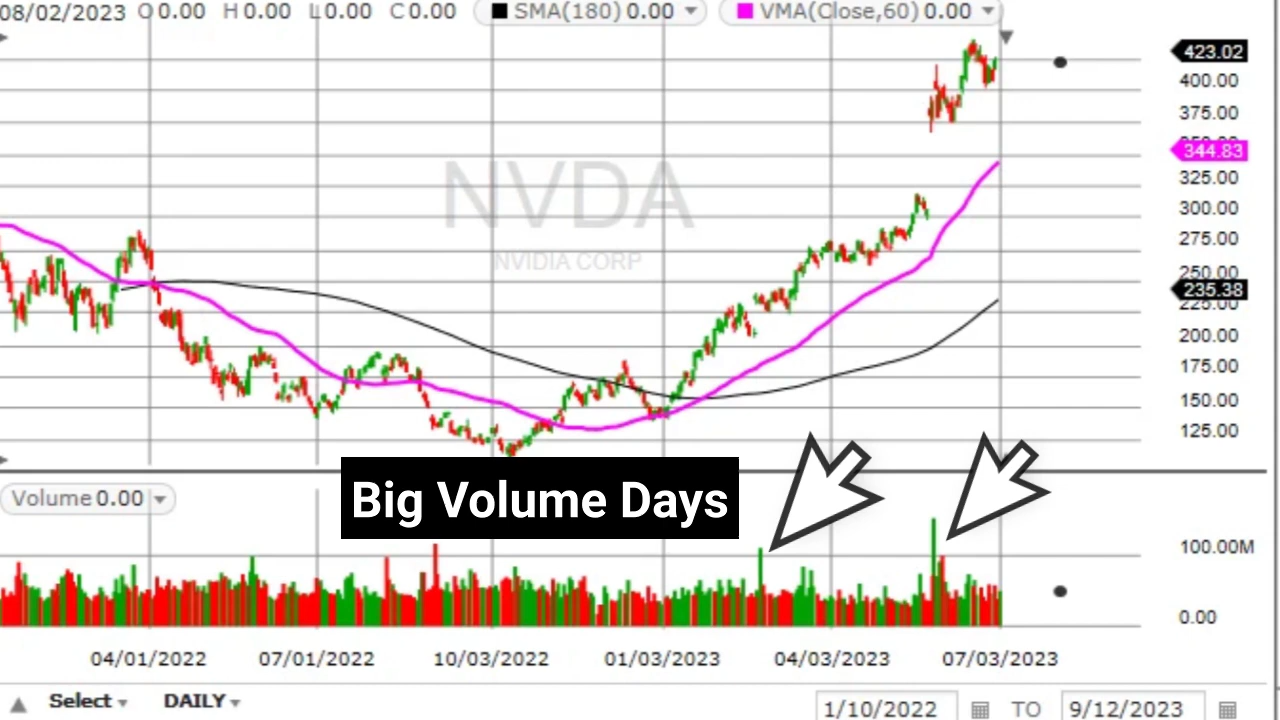 08/02/2023 O 0.00 H 0.00 L 0.00 C 0.00 SMA(180) 0.00 VMA(Close,60) 0.00
423.02
400.00
375.00
344.83
325.00
NVDA
300.00
275.00
NVIDIA CORP
250.00
235.38
225.00
200.00
175.00
150.00
125.00
Volume 0.00
Big Volume Days
100.00M
0.00
04/01/2022 07/01/2022 10/03/2022 01/03/2023 04/03/2023 07/03/2023
Select DAILY
1/10/2022 TO 9/12/2023